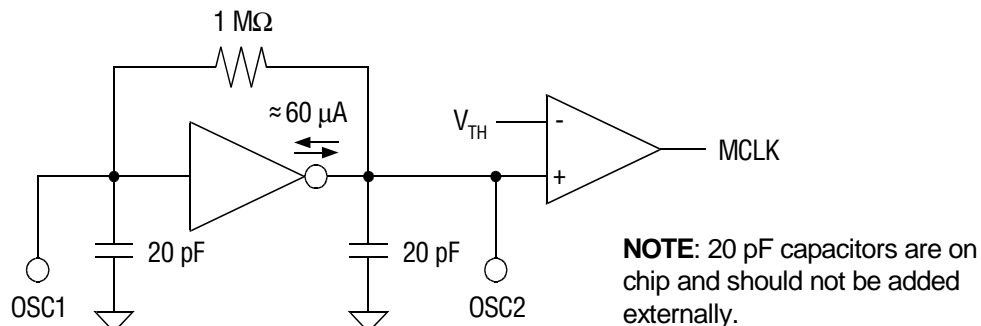 1 MΩ
≈ 60 μA
V_TH
-
+
MCLK
20 pF
20 pF
OSC1
OSC2
NOTE: 20 pF capacitors are on
chip and should not be added
externally.